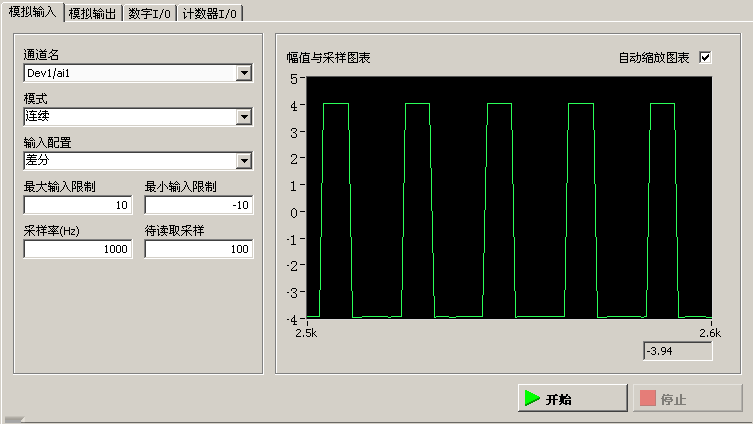 模拟输入 模拟输出 数字I/O 计数器I/O
通道名
Dev1/ai1
模式
连续
输入配置
差分
最大输入限制 最小输入限制
10 -10
采样率(Hz) 待读取采样
1000 100
幅值与采样图表 自动缩放图表
5
4
3
2
1
0
-1
-2
-3
-4
2.5k 2.6k
-3.94
开始 停止